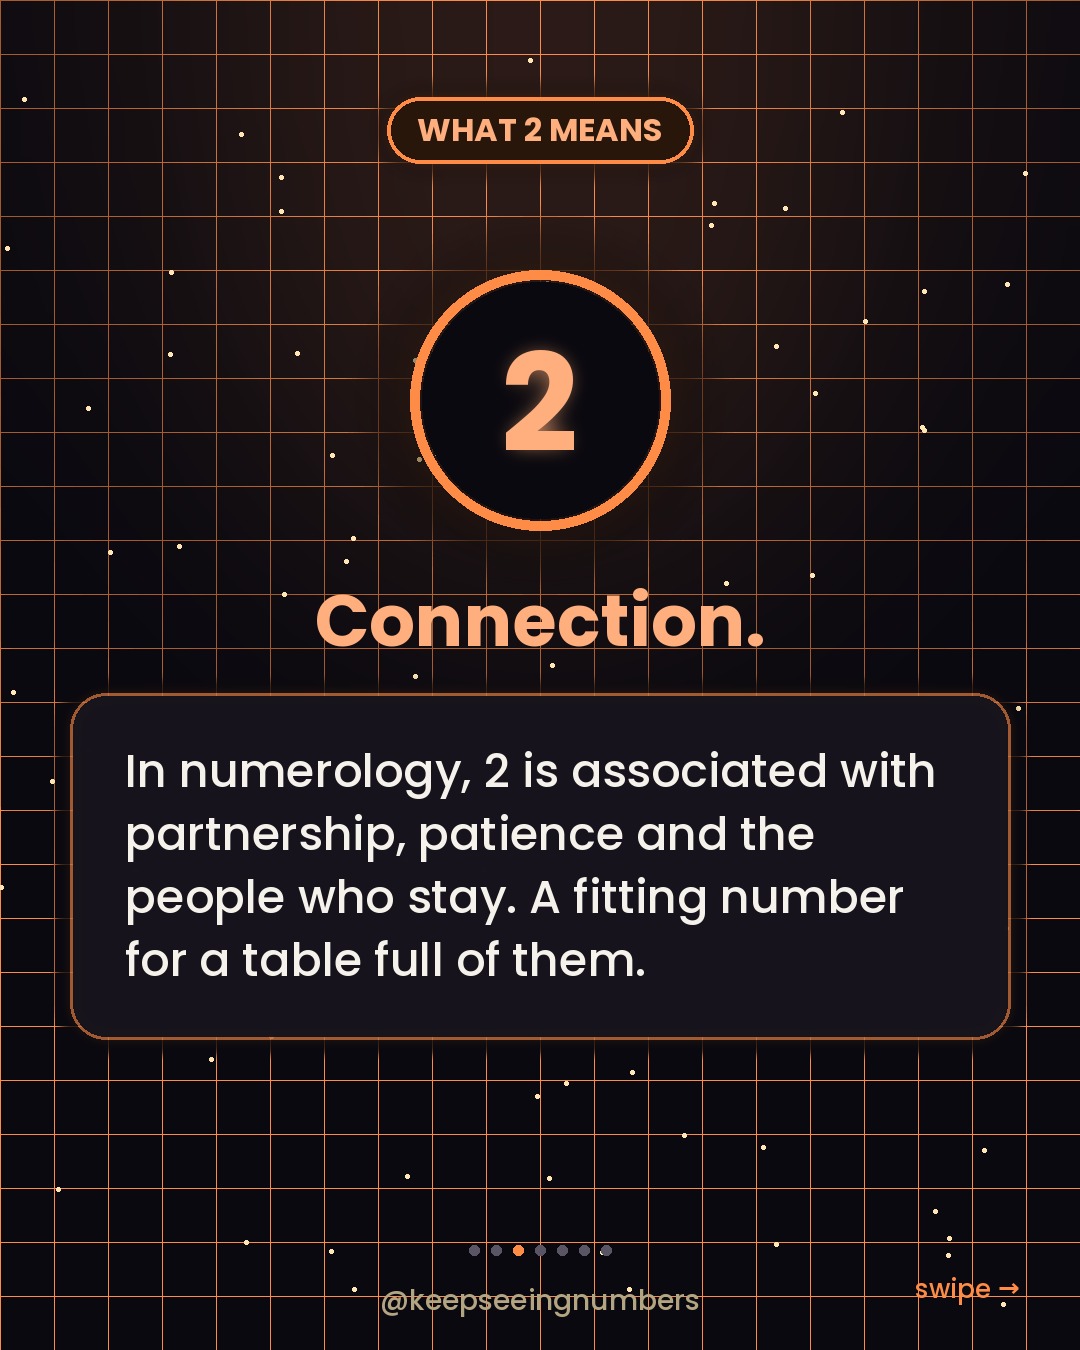 WHAT 2 MEANS
2
Connection.
In numerology, 2 is associated with
partnership, patience and the
people who stay. A fitting number
for a table full of them.
@keepseeingnumbers
swipe →